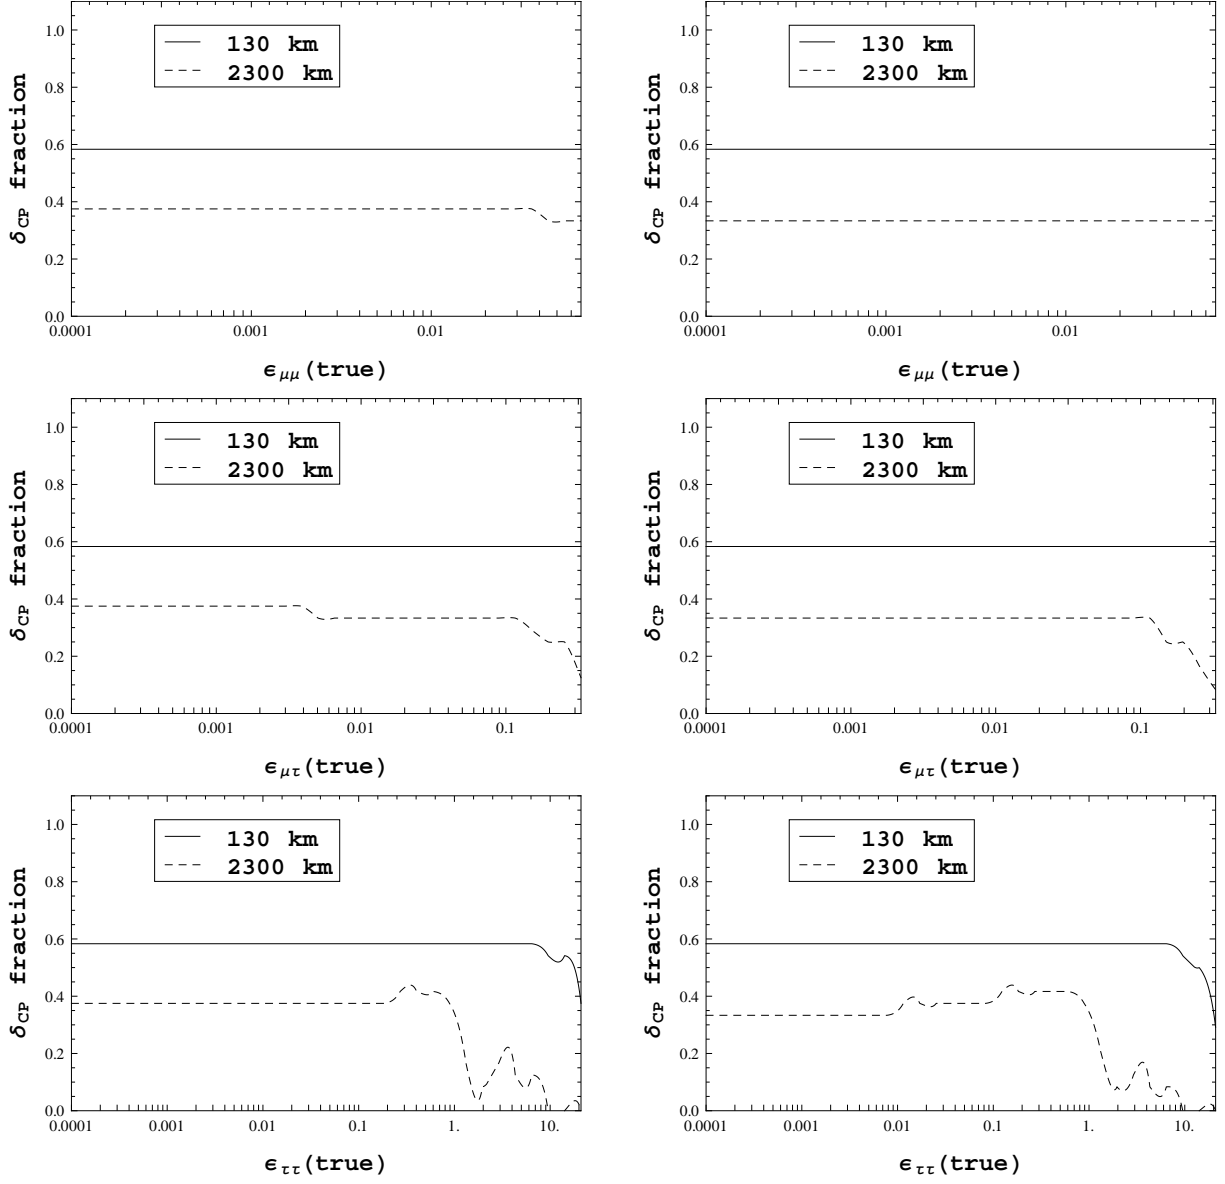 1.0
0.8
0.6
0.4
0.2
0.0
δCP fraction
130 km
2300 km
0.0001 0.001 0.01
ϵμμ(true)
1.0
0.8
0.6
0.4
0.2
0.0
δCP fraction
130 km
2300 km
0.0001 0.001 0.01
ϵμμ(true)
1.0
0.8
0.6
0.4
0.2
0.0
δCP fraction
130 km
2300 km
0.0001 0.001 0.01 0.1
ϵμτ(true)
1.0
0.8
0.6
0.4
0.2
0.0
δCP fraction
130 km
2300 km
0.0001 0.001 0.01 0.1
ϵμτ(true)
1.0
0.8
0.6
0.4
0.2
0.0
δCP fraction
130 km
2300 km
0.0001 0.001 0.01 0.1 1. 10.
ϵττ(true)
1.0
0.8
0.6
0.4
0.2
0.0
δCP fraction
130 km
2300 km
0.0001 0.001 0.01 0.1 1. 10.
ϵττ(true)